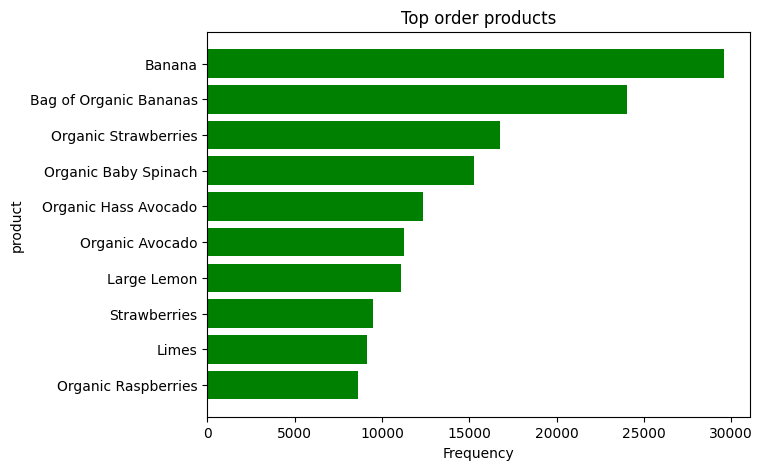 Top order products
product
Banana
Bag of Organic Bananas
Organic Strawberries
Organic Baby Spinach
Organic Hass Avocado
Organic Avocado
Large Lemon
Strawberries
Limes
Organic Raspberries
0 5000 10000 15000 20000 25000 30000
Frequency